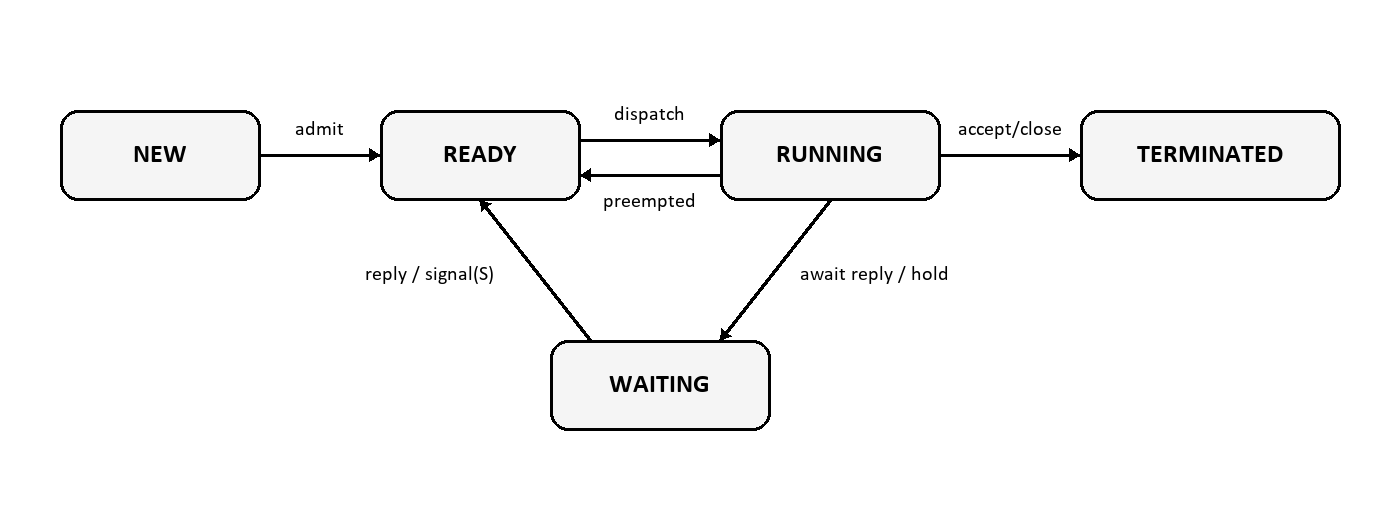 dispatch
admit
accept/close
NEW
READY
RUNNING
TERMINATED
preempted
reply / signal(S)
await reply / hold
WAITING